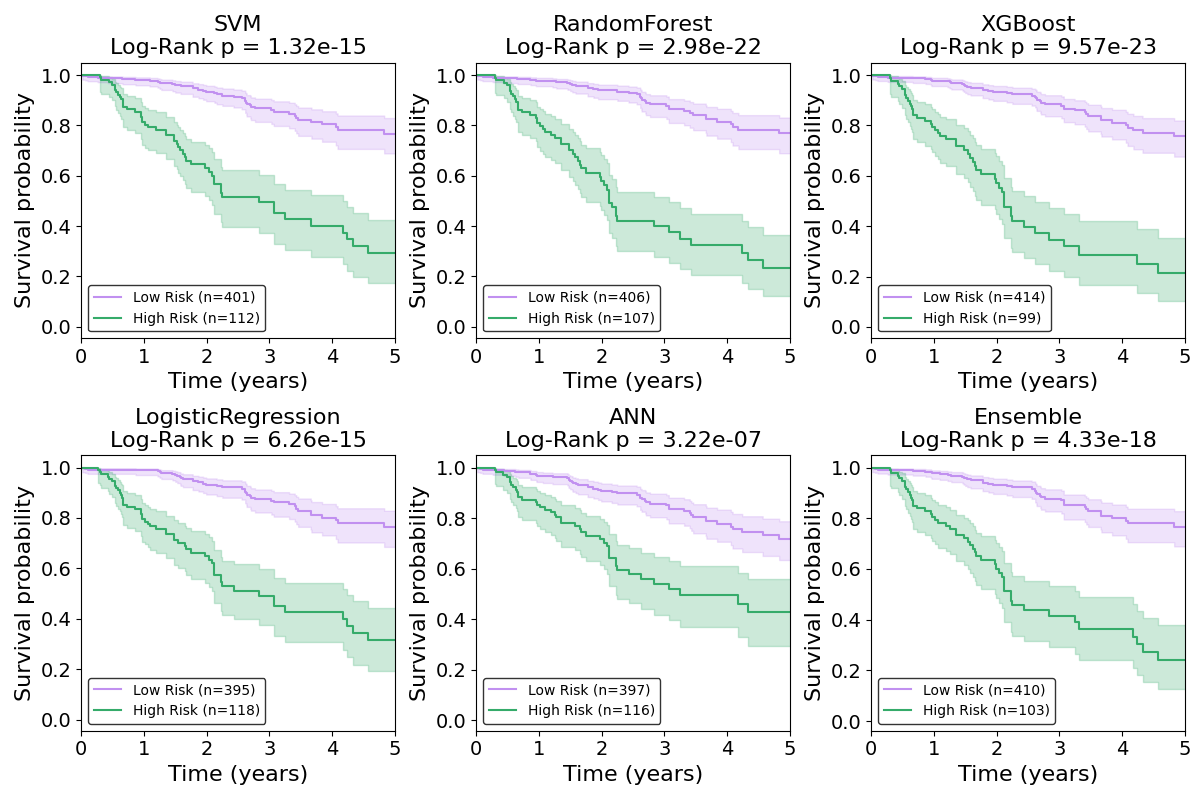 SVM
Log-Rank p = 1.32e-15
Survival probability
1.0
0.8
0.6
0.4
0.2
0.0
Low Risk (n=401)
High Risk (n=112)
0 1 2 3 4 5
Time (years)
RandomForest
Log-Rank p = 2.98e-22
Survival probability
1.0
0.8
0.6
0.4
0.2
0.0
Low Risk (n=406)
High Risk (n=107)
0 1 2 3 4 5
Time (years)
XGBoost
Log-Rank p = 9.57e-23
Survival probability
1.0
0.8
0.6
0.4
0.2
0.0
Low Risk (n=414)
High Risk (n=99)
0 1 2 3 4 5
Time (years)
LogisticRegression
Log-Rank p = 6.26e-15
Survival probability
1.0
0.8
0.6
0.4
0.2
0.0
Low Risk (n=395)
High Risk (n=118)
0 1 2 3 4 5
Time (years)
ANN
Log-Rank p = 3.22e-07
Survival probability
1.0
0.8
0.6
0.4
0.2
0.0
Low Risk (n=397)
High Risk (n=116)
0 1 2 3 4 5
Time (years)
Ensemble
Log-Rank p = 4.33e-18
Survival probability
1.0
0.8
0.6
0.4
0.2
0.0
Low Risk (n=410)
High Risk (n=103)
0 1 2 3 4 5
Time (years)